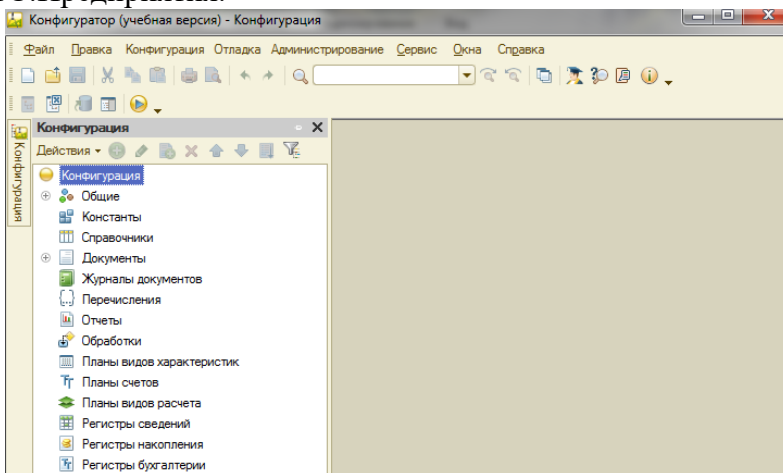 Конфигуратор (учебная версия) - Конфигурация
Файл Правка Конфигурация Отладка Администрирование Сервис Окна Справка
Конфигурация
Конфигурация
Действия
Конфигурация
Общие
Константы
Справочники
Документы
Журналы документов
Перечисления
Отчеты
Обработки
Планы видов характеристик
Планы счетов
Планы видов расчета
Регистры сведений
Регистры накопления
Регистры бухгалтерии